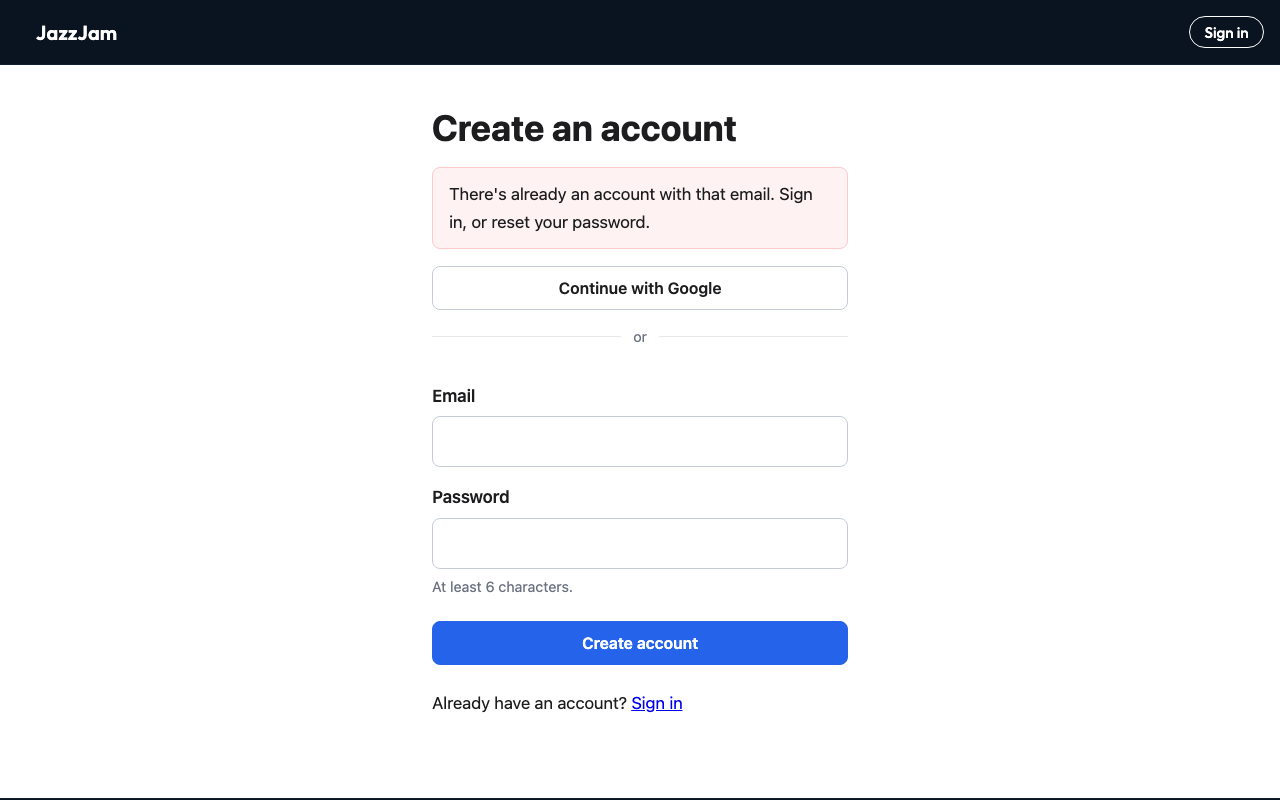 JazzJam
Sign in
Create an account
There's already an account with that email. Sign
in, or reset your password.
Continue with Google
or
Email
Password
At least 6 characters.
Create account
Already have an account? Sign in